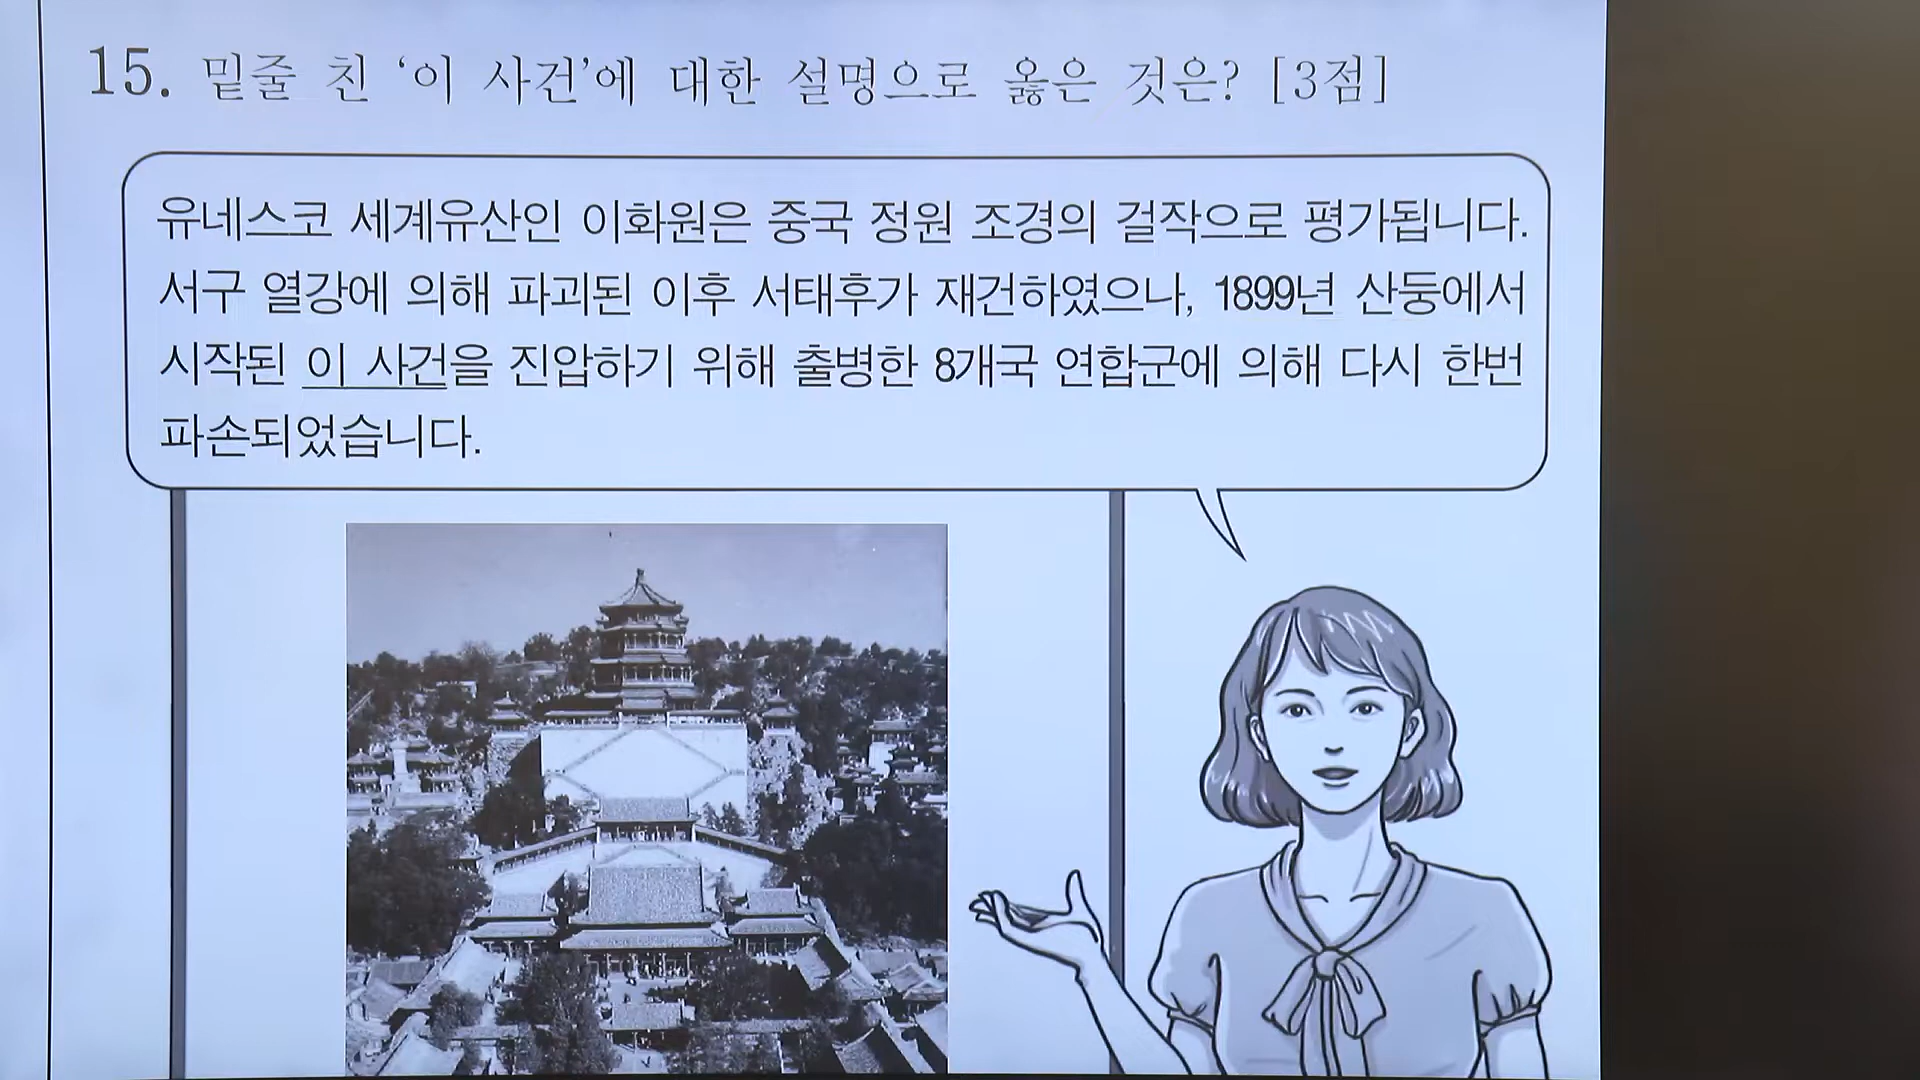 15. 밑줄 친 ‘이 사건’에 대한 설명으로 옳은 것은? [3점]
유네스코 세계유산인 이화원은 중국 정원 조경의 걸작으로 평가됩니다.
서구 열강에 의해 파괴된 이후 서태후가 재건하였으나, 1899년 산둥에서
시작된 이 사건을 진압하기 위해 출병한 8개국 연합군에 의해 다시 한번
파손되었습니다.